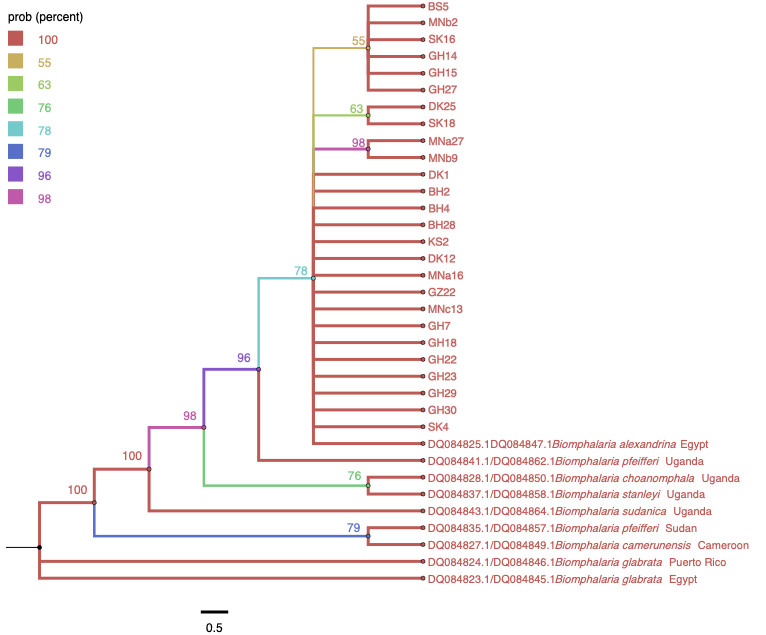 prob (percent)
100
55
63
76
78
79
96
98
BS5
MNb2
55
SK16
GH14
GH15
GH27
63
DK25
SK18
98
MNa27
MNb9
DK1
BH2
BH4
BH28
KS2
DK12
78
MNa16
GZ22
MNc13
GH7
GH18
96
GH22
GH23
GH29
GH30
98
SK4
DQ084825.1DQ084847.1Biomphalaria alexandrina Egypt
100
DQ084841.1/DQ084862.1Biomphalaria pfeifferi Uganda
76
DQ084828.1/DQ084850.1Biomphalaria choanomphala Uganda
100
DQ084837.1/DQ084858.1Biomphalaria stanleyi Uganda
DQ084843.1/DQ084864.1Biomphalaria sudanica Uganda
79
DQ084835.1/DQ084857.1Biomphalaria pfeifferi Sudan
DQ084827.1/DQ084849.1Biomphalaria camerunensis Cameroon
DQ084824.1/DQ084846.1Biomphalaria glabrata Puerto Rico
DQ084823.1/DQ084845.1Biomphalaria glabrata Egypt
0.5